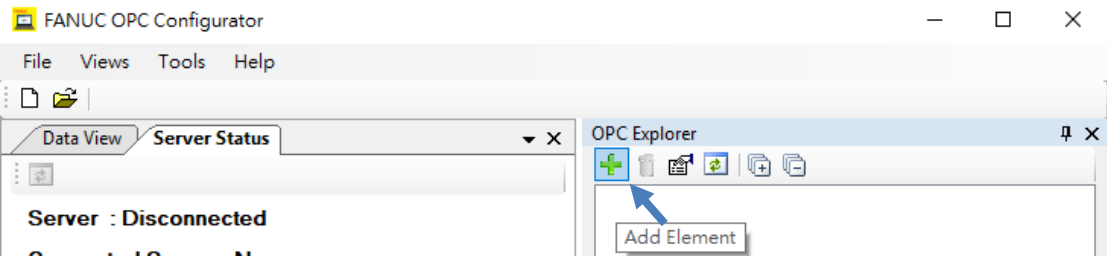 FANUC OPC Configurator
File Views Tools Help
Data View Server Status
OPC Explorer
Add Element
Server : Disconnected